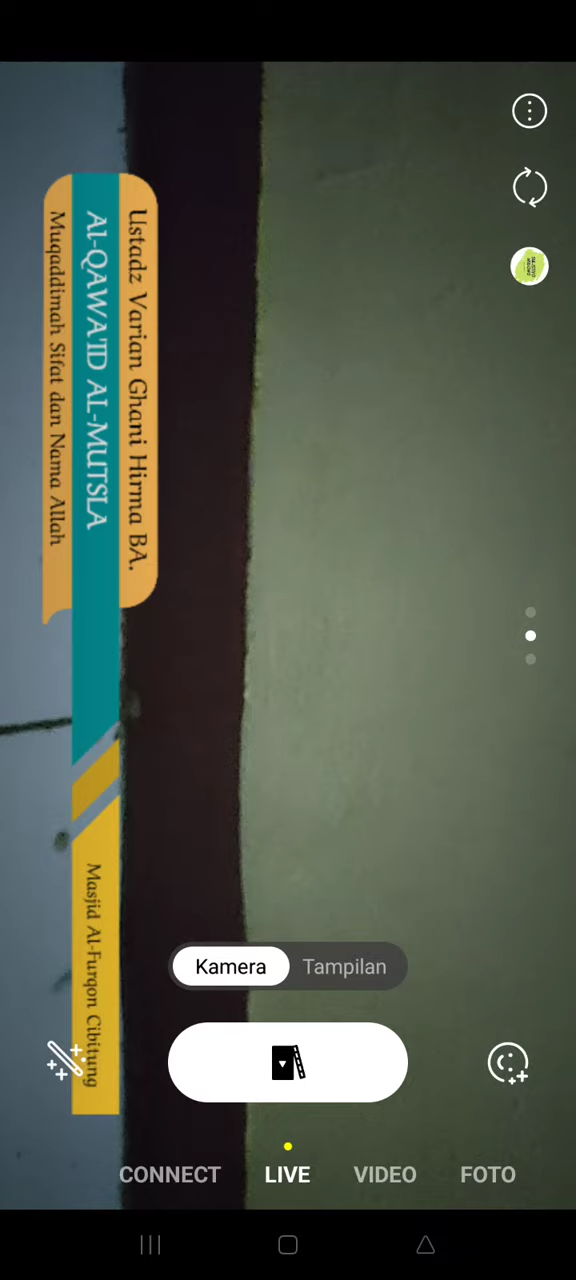 Ustadz Varian Ghani Hirma BA.
Al-QAWA'ID AL-MUTSLA
Muqaddimah Sifat dan Nama Allah
Masjid Al-Furqon Cibitung
Kamera
Tampilan
CONNECT
LIVE
VIDEO
FOTO